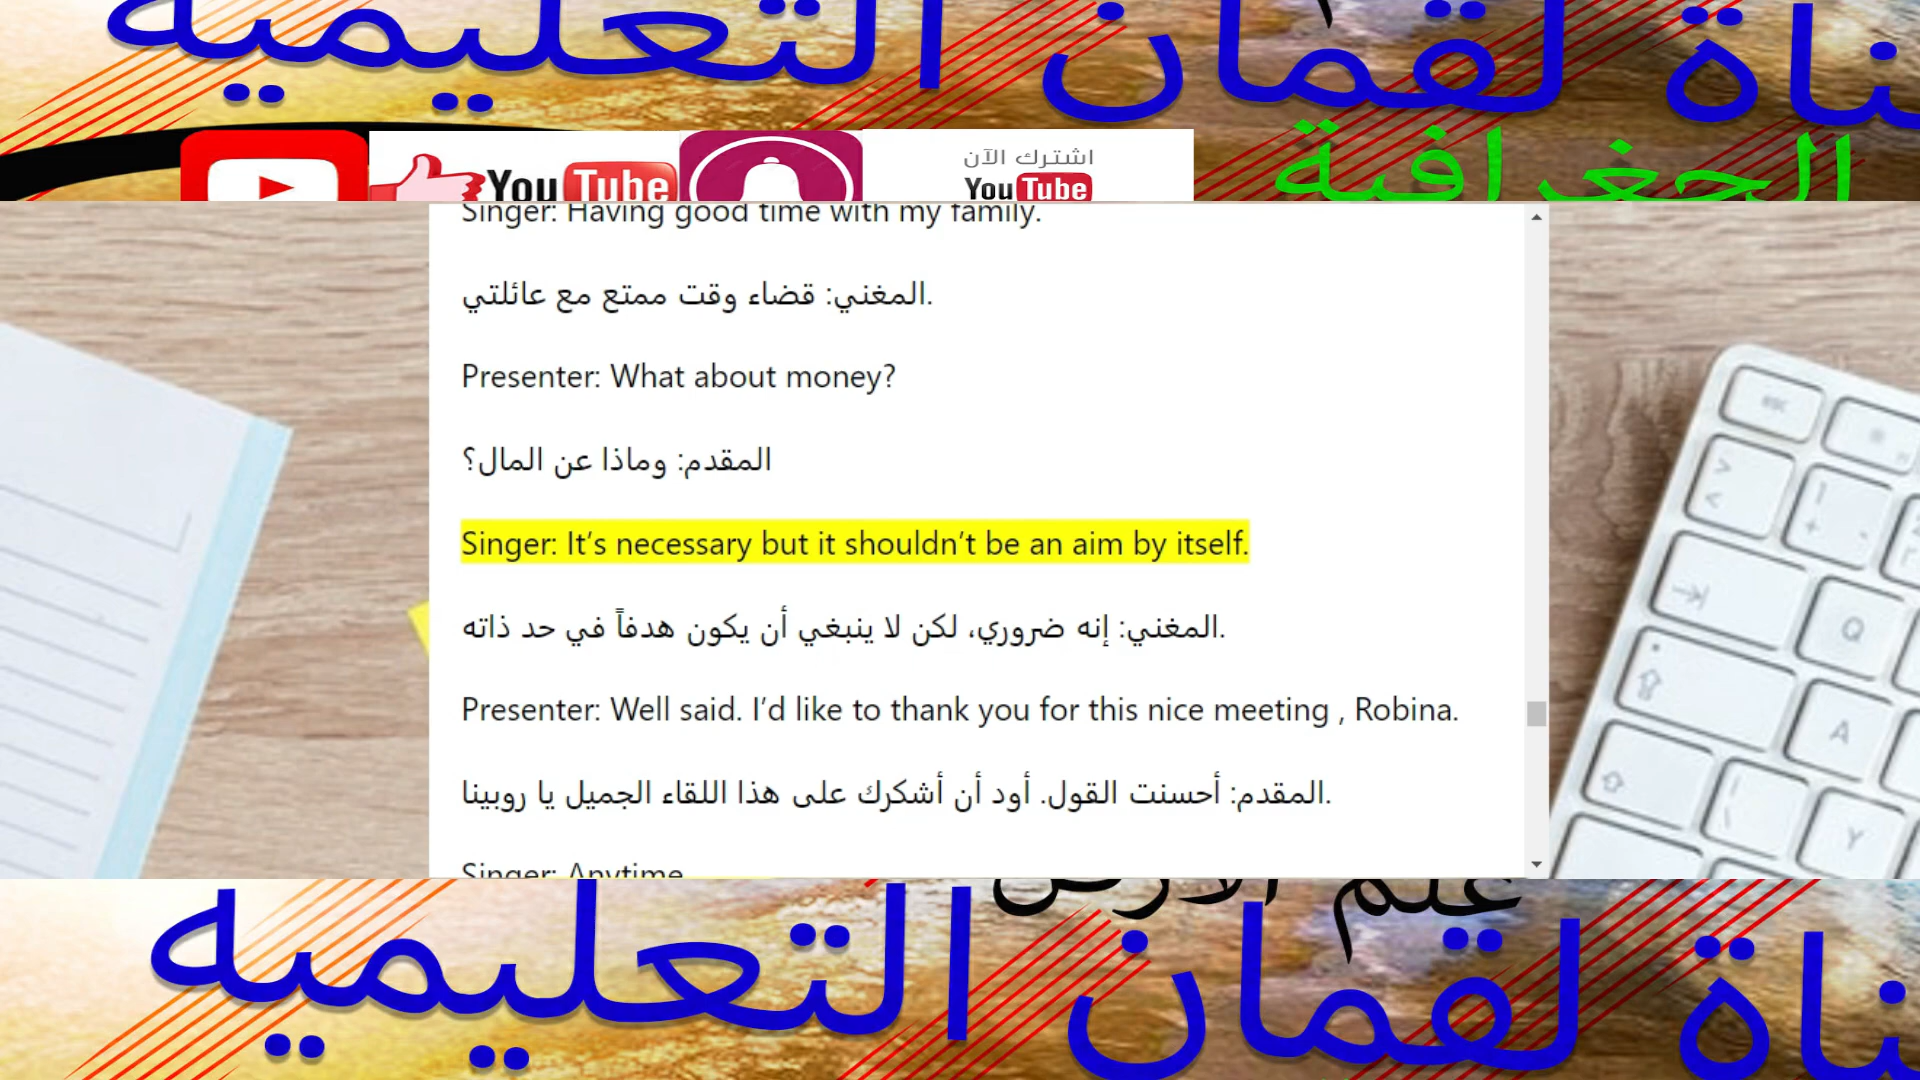 قناة لقمان التعليمية
الجغرافية
YouTube
اشترك الآن
YouTube
Singer: Having good time with my family.
المغني: قضاء وقت ممتع مع عائلتي.
Presenter: What about money?
المقدم: وماذا عن المال؟
Singer: It’s necessary but it shouldn’t be an aim by itself.
المغني: إنه ضروري، لكن لا ينبغي أن يكون هدفاً في حد ذاته.
Presenter: Well said. I’d like to thank you for this nice meeting , Robina.
المقدم: أحسنت القول. أود أن أشكرك على هذا اللقاء الجميل يا روبينا.
Singer: Anytime.
علم الارض
قناة لقمان التعليمية
esc
Q
A
Y